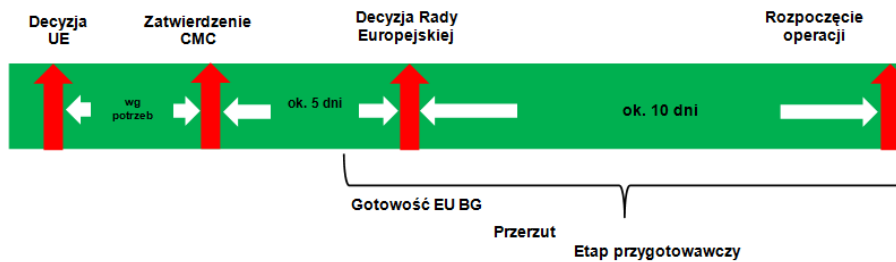 Decyzja
UE
Zatwierdzenie
CMC
Decyzja Rady
Europejskiej
Rozpoczęcie
operacji
wg
potrzeb
ok. 5 dni
ok. 10 dni
Gotowość EU BG
Przerzut
Etap przygotowawczy